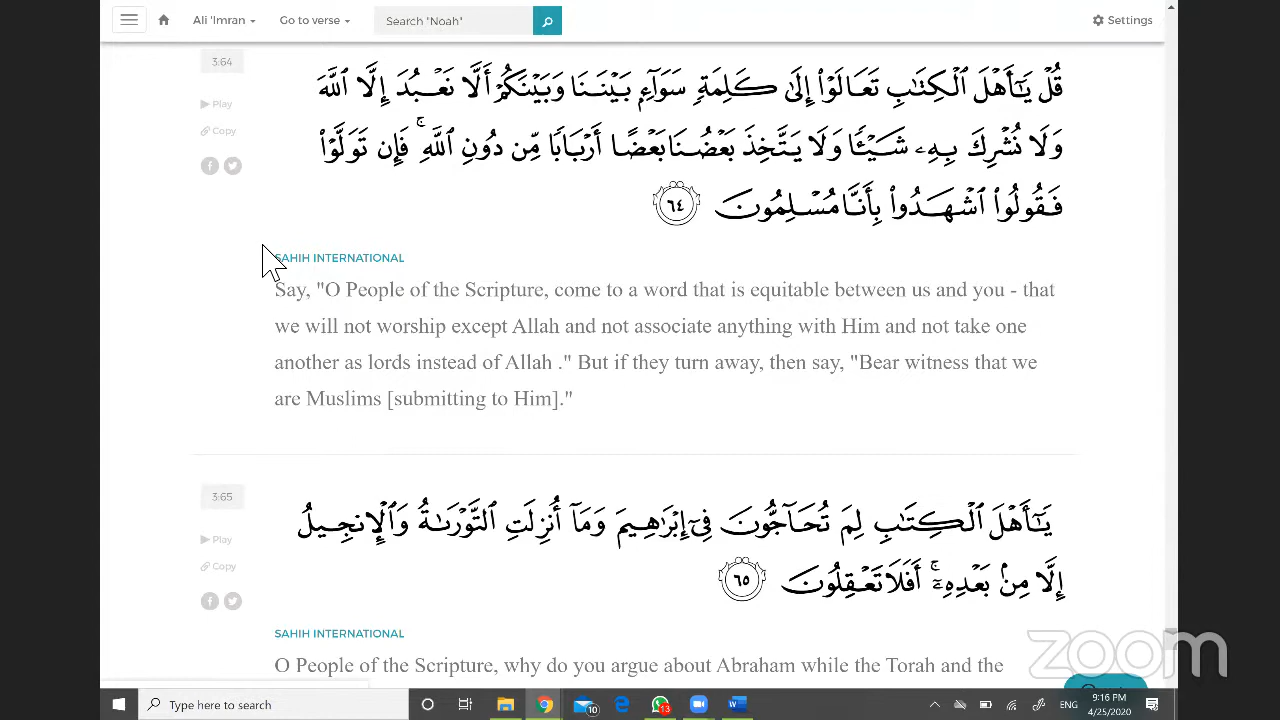 Ali 'Imran
Go to verse
Search "Noah"
Settings
3:64
Play
Copy
قُلْ يَـٰٓأَهْلَ ٱلْكِتَـٰبِ تَعَالَوْا۟ إِلَىٰ كَلِمَةٍۢ سَوَآءٍۭ بَيْنَنَا وَبَيْنَكُمْ أَلَّا نَعْبُدَ إِلَّا ٱللَّهَ
وَلَا نُشْرِكَ بِهِۦ شَيْـًۭٔا وَلَا يَتَّخِذَ بَعْضُنَا بَعْضًا أَرْبَابًۭا مِّن دُونِ ٱللَّهِ ۚ فَإِن تَوَلَّوْا۟
فَقُولُوا۟ ٱشْهَدُوا۟ بِأَنَّا مُسْلِمُونَ ٦٤
SAHIH INTERNATIONAL
Say, "O People of the Scripture, come to a word that is equitable between us and you - that
we will not worship except Allah and not associate anything with Him and not take one
another as lords instead of Allah ." But if they turn away, then say, "Bear witness that we
are Muslims [submitting to Him]."
3:65
Play
Copy
يَـٰٓأَهْلَ ٱلْكِتَـٰبِ لِمَ تُحَآجُّونَ فِىٓ إِبْرَٰهِيمَ وَمَآ أُنزِلَتِ ٱلتَّوْرَىٰةُ وَٱلْإِنجِيلُ
إِلَّا مِنۢ بَعْدِهِۦٓ ۚ أَفَلَا تَعْقِلُونَ ٦٥
SAHIH INTERNATIONAL
O People of the Scripture, why do you argue about Abraham while the Torah and the
zoom
Type here to search
10
13
ENG
9:16 PM
4/25/2020